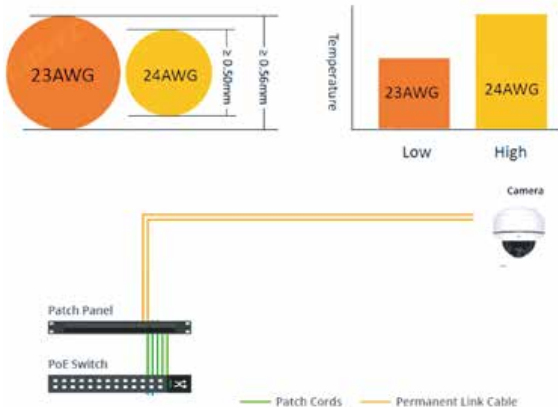 23AWG
24AWG
≥ 0.50mm
≥ 0.56mm
Temperature
23AWG
24AWG
Low
High
Camera
Patch Panel
PoE Switch
Patch Cords
Permanent Link Cable